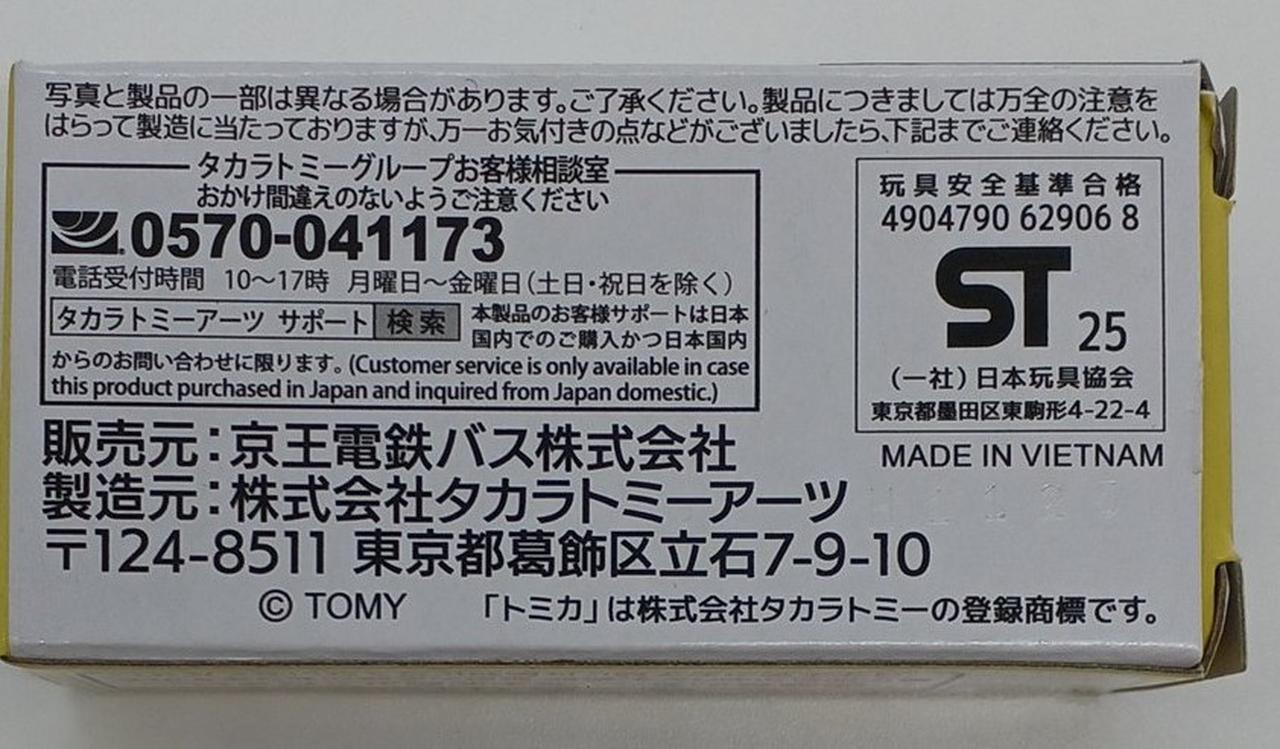 写真と製品の一部は異なる場合があります。ご了承ください。製品につきましては万全の注意を
はらって製造に当たっておりますが、万一お気付きの点などがございましたら、下記までご連絡ください。
タカラトミーグループお客様相談室
おかけ間違えのないようご注意ください
0570-041173
電話受付時間 10～17時 月曜日～金曜日（土日・祝日を除く）
タカラトミーアーツ サポート 検索
本製品のお客様サポートは日本
国内でのご購入かつ日本国内
からのお問い合わせに限ります。(Customer service is only available in case
this product purchased in Japan and inquired from Japan domestic.)
玩具安全基準合格
4904790 62906 8
ST 25
（一社）日本玩具協会
東京都墨田区東駒形4-22-4
MADE IN VIETNAM
販売元：京王電鉄バス株式会社
製造元：株式会社タカラトミーアーツ
〒124-8511 東京都葛飾区立石7-9-10
© TOMY 「トミカ」は株式会社タカラトミーの登録商標です。